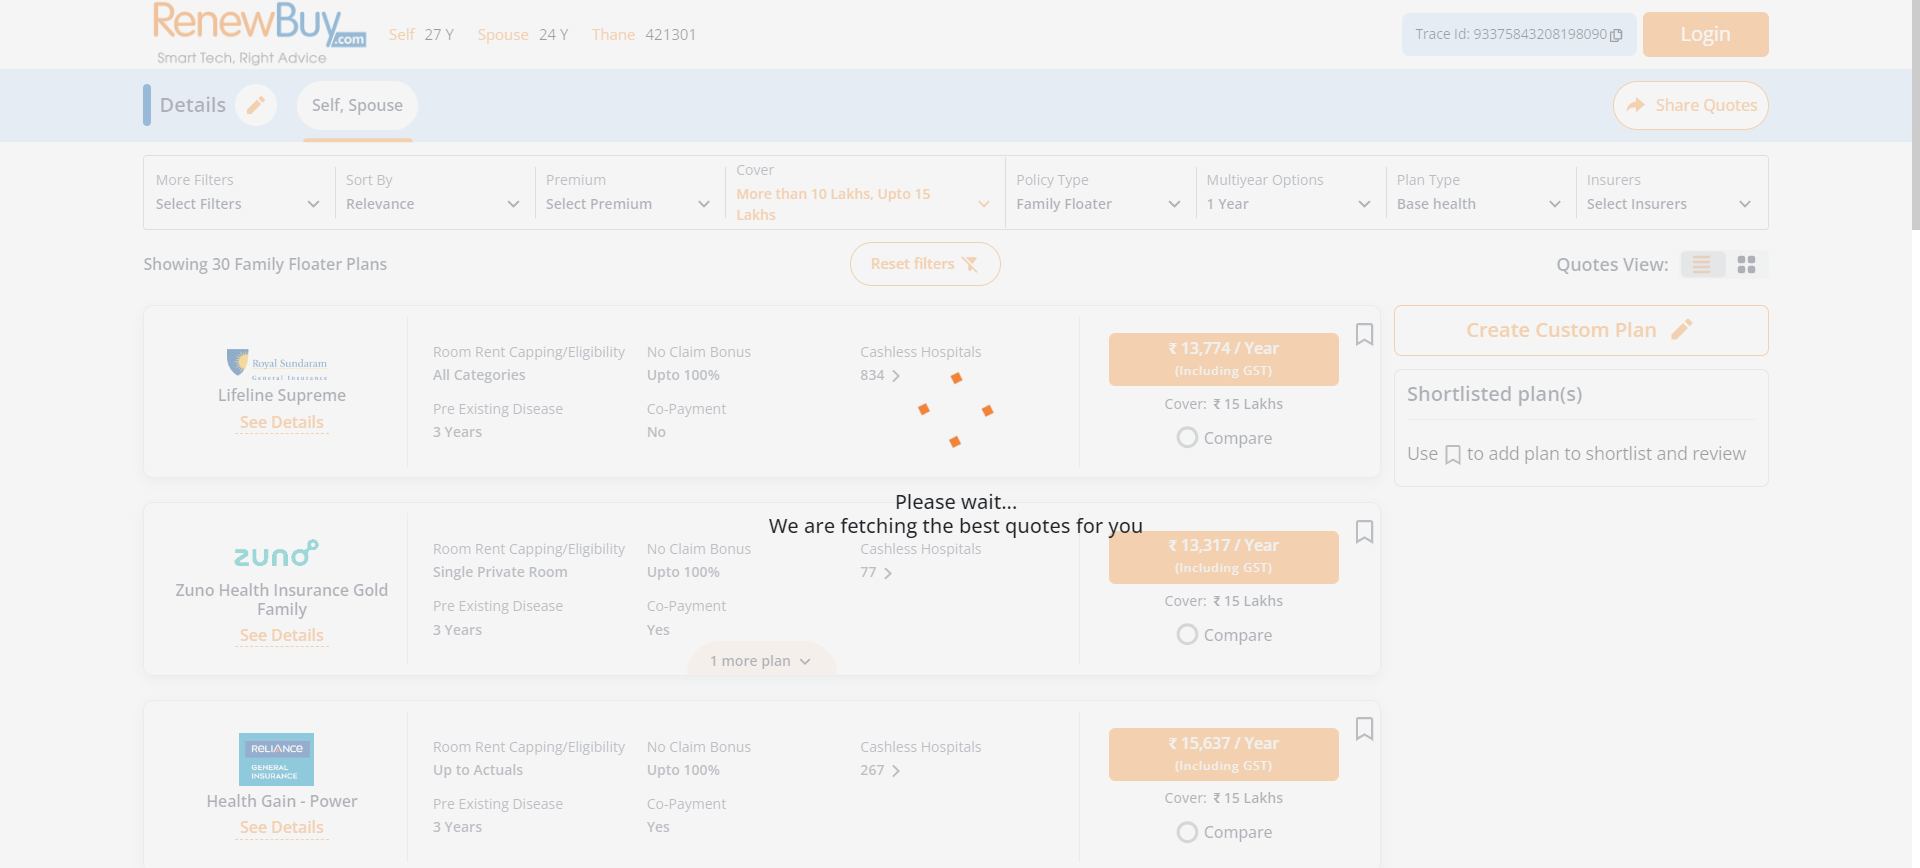 RenewBuy
.com
Smart Tech, Right Advice
Self 27 Y Spouse 24 Y Thane 421301
Trace Id: 93375843208198090
Login
Details
Self, Spouse
Share Quotes
More Filters
Select Filters
Sort By
Relevance
Premium
Select Premium
Cover
More than 10 Lakhs, Upto 15
Lakhs
Policy Type
Family Floater
Multiyear Options
1 Year
Plan Type
Base health
Insurers
Select Insurers
Showing 30 Family Floater Plans
Reset filters
Quotes View:
Royal Sundaram
General Insurance
Lifeline Supreme
See Details
Room Rent Capping/Eligibility
All Categories
No Claim Bonus
Upto 100%
Cashless Hospitals
834
Pre Existing Disease
3 Years
Co-Payment
No
₹ 13,774 / Year
(Including GST)
Cover: ₹ 15 Lakhs
Compare
Create Custom Plan
Shortlisted plan(s)
Use to add plan to shortlist and review
Please wait...
We are fetching the best quotes for you
zuno
Zuno Health Insurance Gold
Family
See Details
Room Rent Capping/Eligibility
Single Private Room
No Claim Bonus
Upto 100%
Cashless Hospitals
77
Pre Existing Disease
3 Years
Co-Payment
Yes
1 more plan
₹ 13,317 / Year
(Including GST)
Cover: ₹ 15 Lakhs
Compare
RELIANCE
GENERAL
INSURANCE
Health Gain - Power
See Details
Room Rent Capping/Eligibility
Up to Actuals
No Claim Bonus
Upto 100%
Cashless Hospitals
267
Pre Existing Disease
3 Years
Co-Payment
Yes
₹ 15,637 / Year
(Including GST)
Cover: ₹ 15 Lakhs
Compare